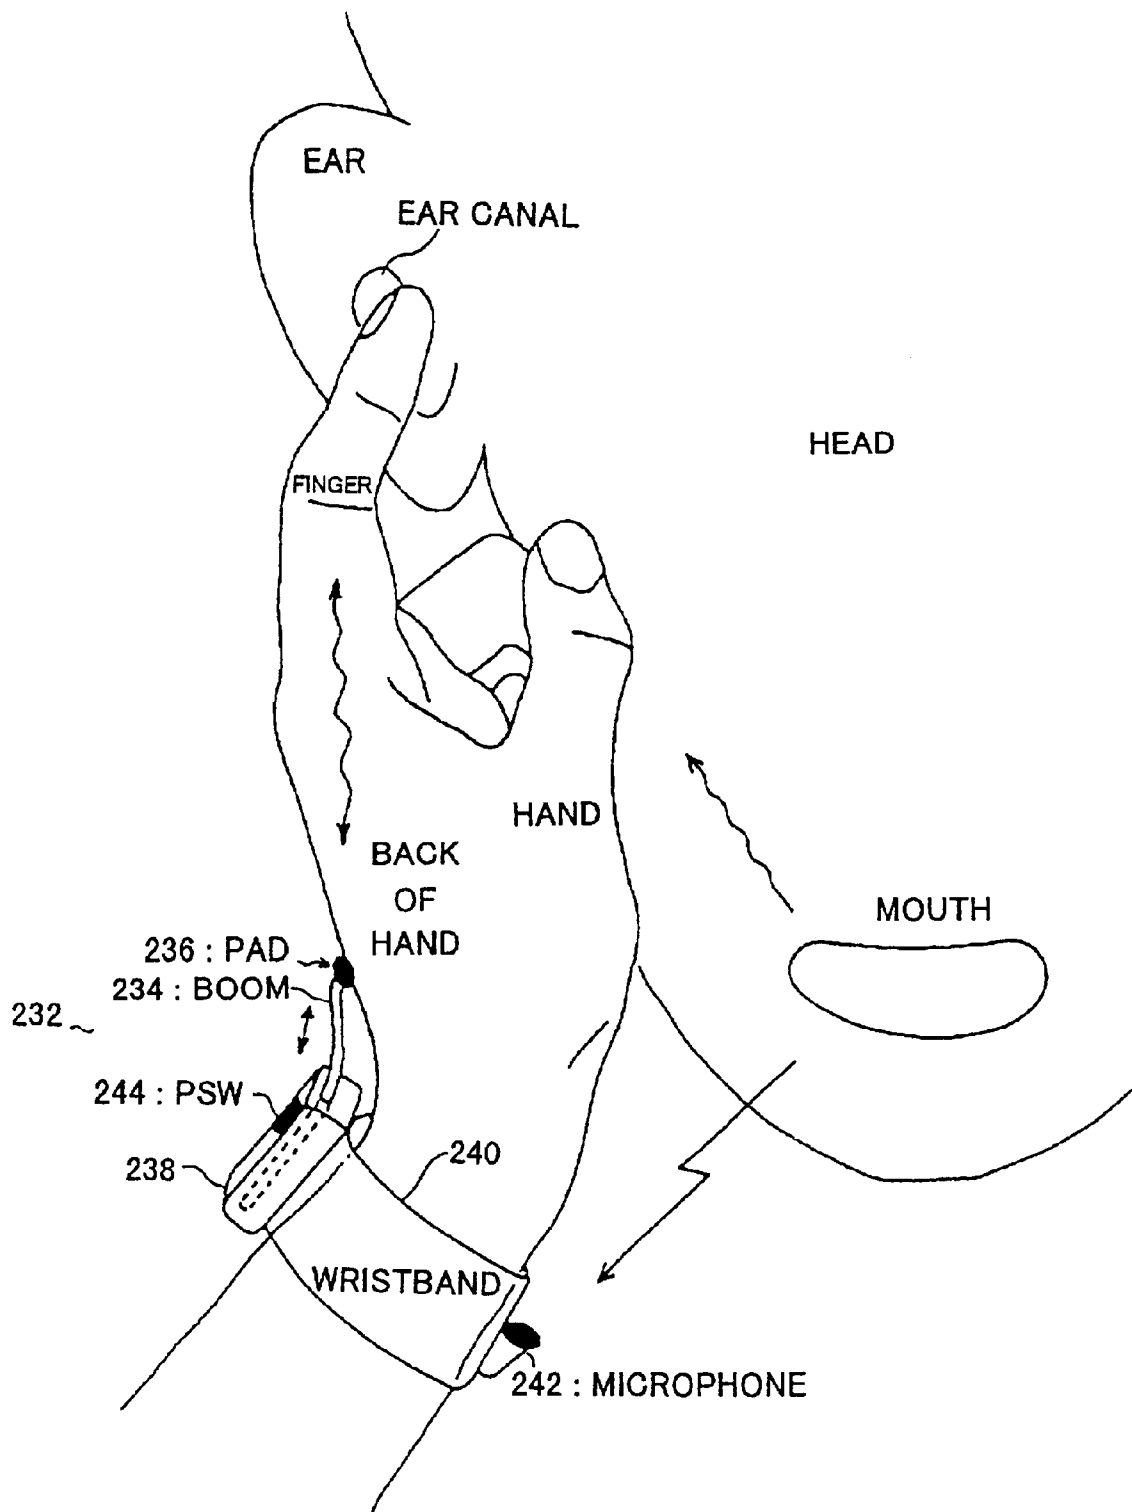 EAR
EAR CANAL
HEAD
FINGER
HAND
BACK
OF
HAND
MOUTH
236 : PAD
234 : BOOM
232
244 : PSW
238
240
WRISTBAND
242 : MICROPHONE